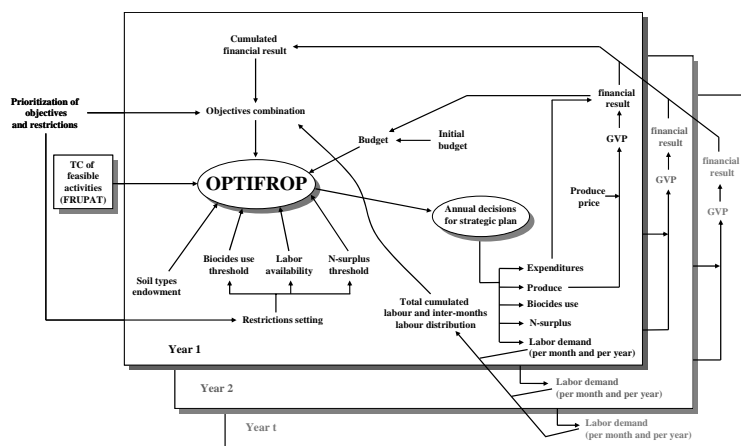 Cumulated
financial result
Prioritization of
objectives
and restrictions
Objectives combination
financial
result
Budget
Initial
budget
GVP
financial
result
TC of
feasible
activities
(FRUPAT)
OPTIFROP
financial
result
GVP
Produce
price
Annual decisions
for strategic plan
GVP
Biocides use
threshold
Labor
availability
N-surplus
threshold
Soil types
endowment
Expenditures
Produce
Biocides use
N-surplus
Labor demand
(per month and per year)
Total cumulated
labour and inter-months
labour distribution
Restrictions setting
Year 1
Year 2
Labor demand
(per month and per year)
Year t
Labor demand
(per month and per year)